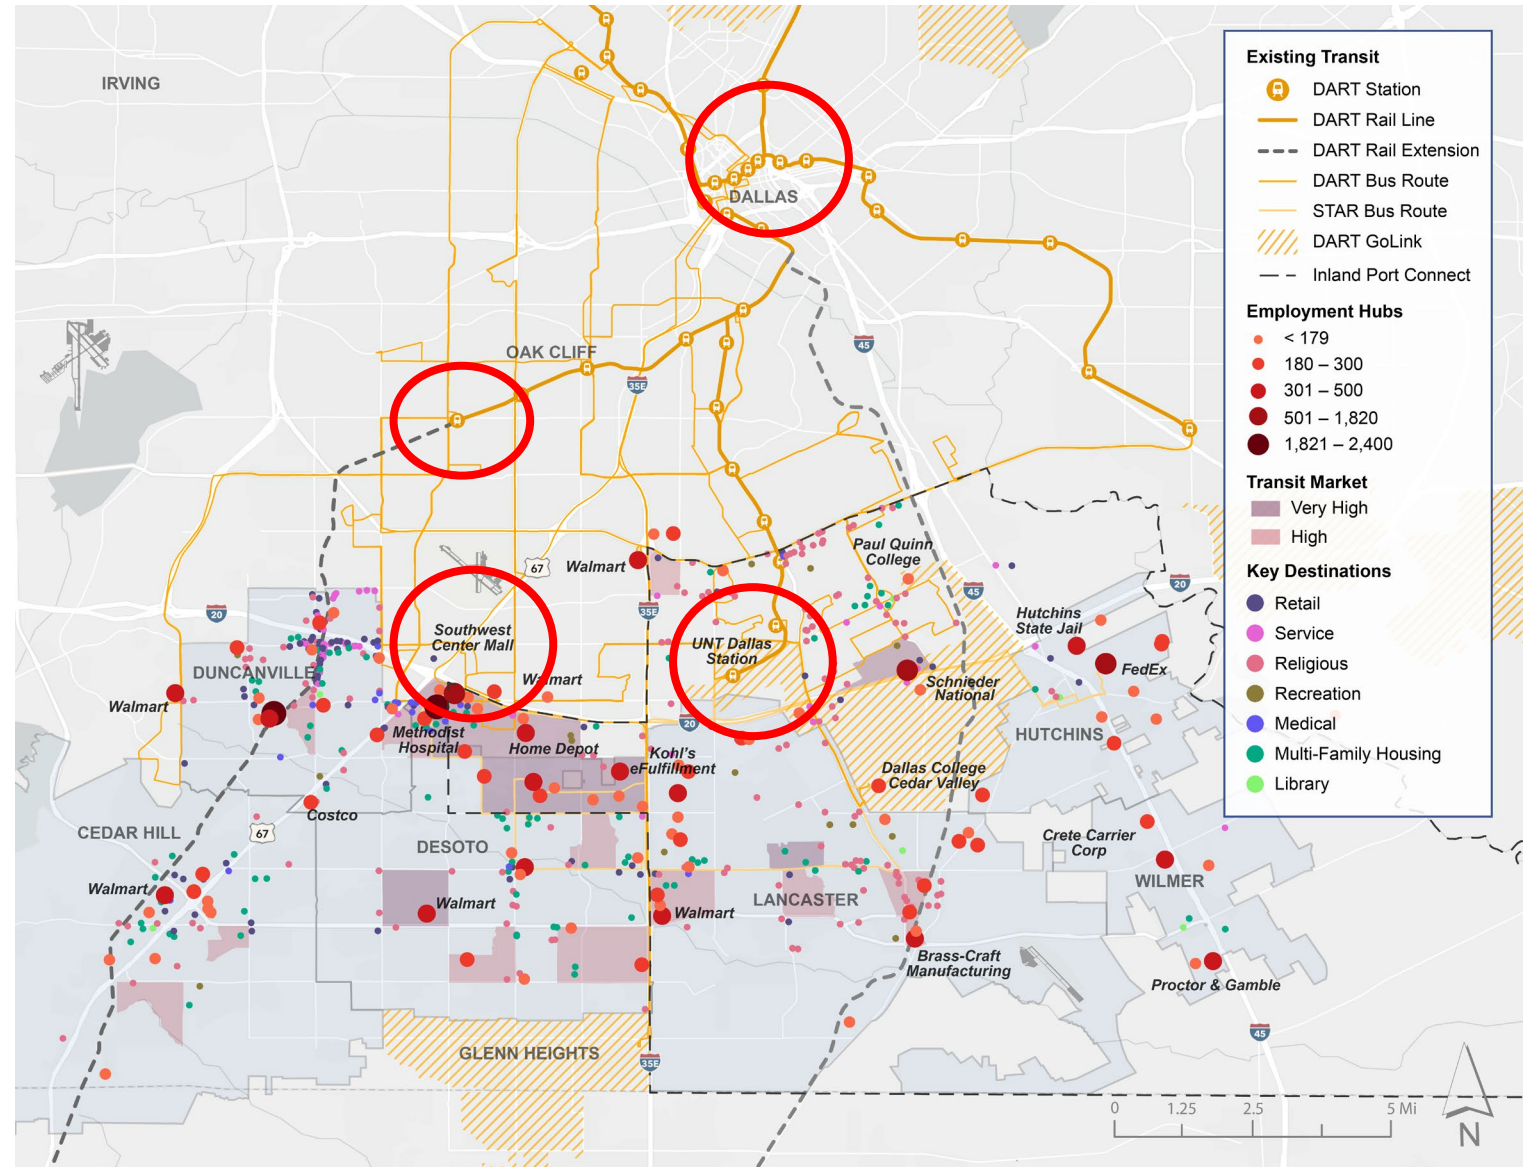 IRVING
DALLAS
OAK CLIFF
45
35E
67
Walmart
Paul Quinn
College
20
35E
45
20
Southwest
Center Mall
UNT Dallas
Station
Hutchins
State Jail
FedEx
DUNCANVILLE
Walmart
Walmart
Schnieder
National
Methodist
Hospital
Home Depot
20
HUTCHINS
Kohl's
eFulfillment
Dallas College
Cedar Valley
Costco
CEDAR HILL
67
DESOTO
Crete Carrier
Corp
WILMER
Walmart
Walmart
Walmart
LANCASTER
Brass-Craft
Manufacturing
Proctor & Gamble
45
GLENN HEIGHTS
35E
Existing Transit
DART Station
DART Rail Line
DART Rail Extension
DART Bus Route
STAR Bus Route
DART GoLink
Inland Port Connect
Employment Hubs
< 179
180 – 300
301 – 500
501 – 1,820
1,821 – 2,400
Transit Market
Very High
High
Key Destinations
Retail
Service
Religious
Recreation
Medical
Multi-Family Housing
Library
0 1.25 2.5 5 Mi
N